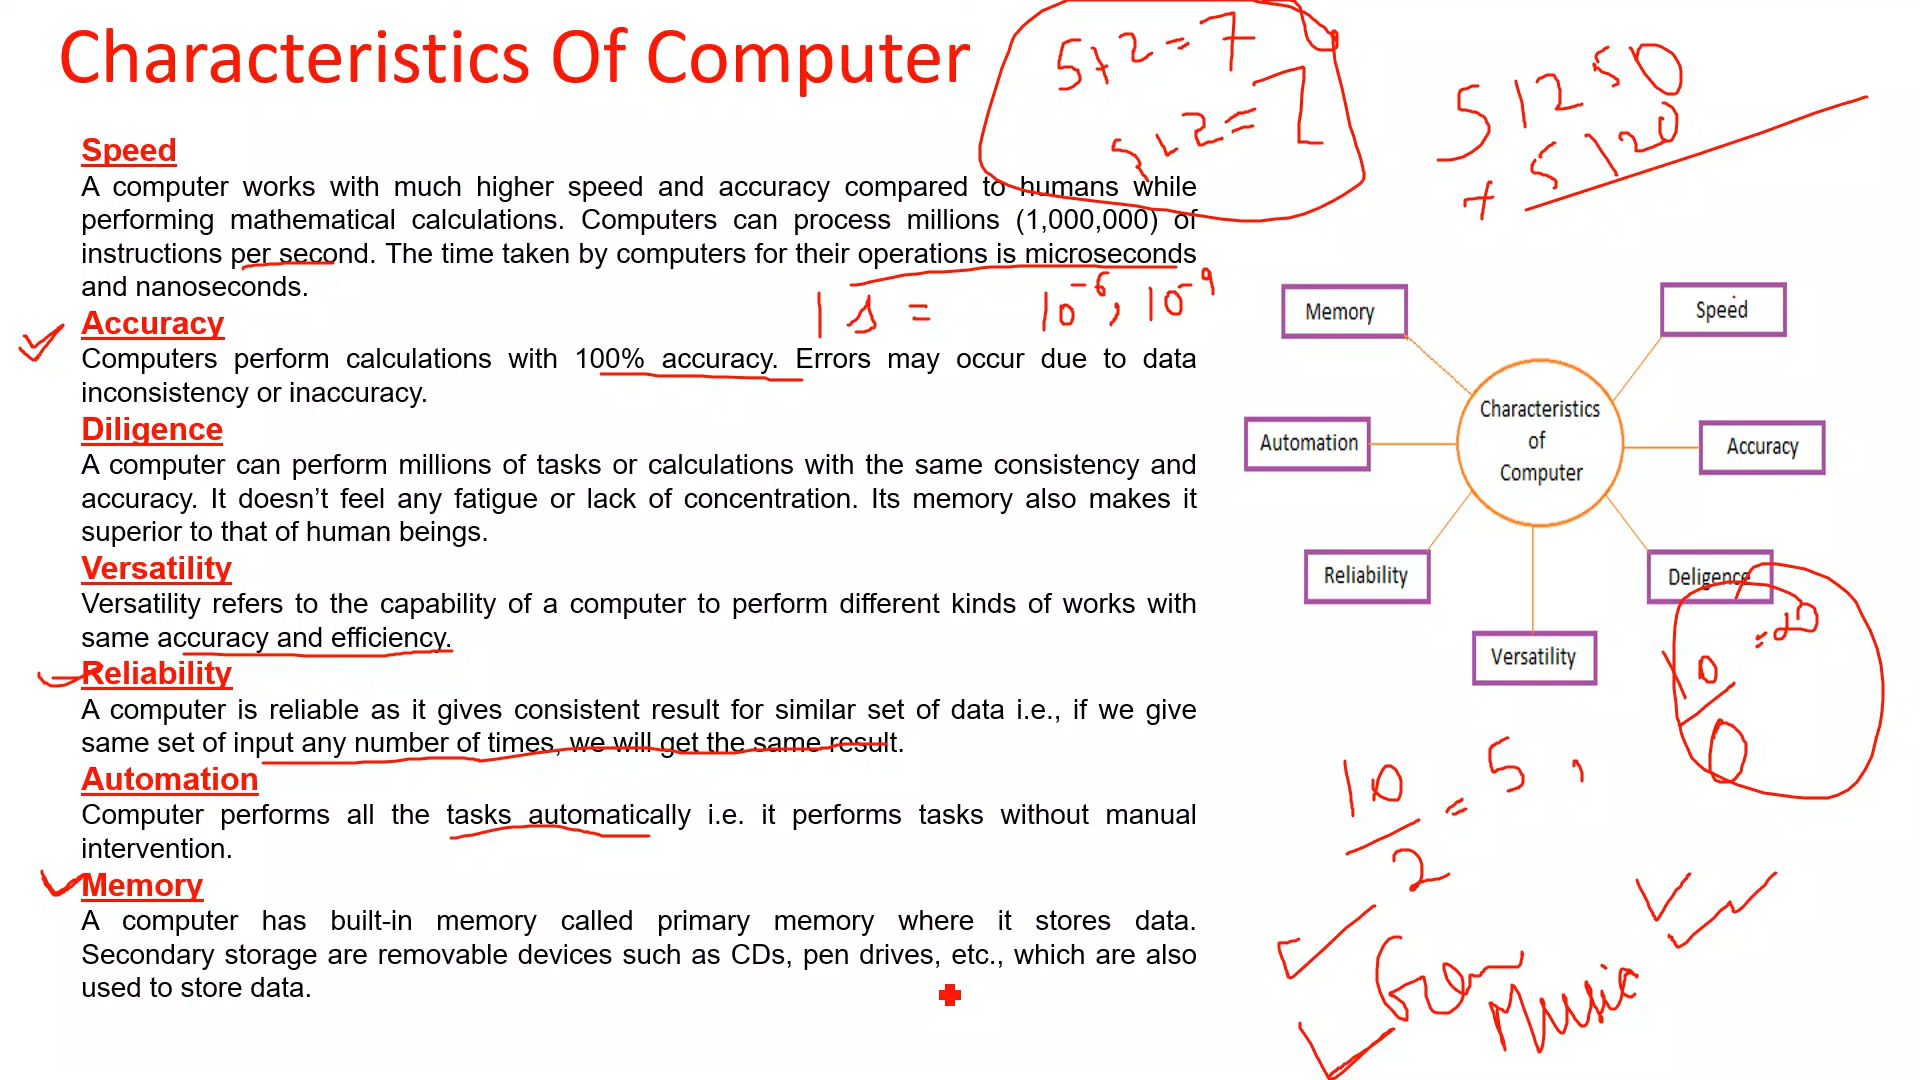 Characteristics Of Computer
5+2=7
5+2=7
51250
+ 5120
Speed
A computer works with much higher speed and accuracy compared to humans while
performing mathematical calculations. Computers can process millions (1,000,000) of
instructions per second. The time taken by computers for their operations is microseconds
and nanoseconds.
1 s = 10⁻⁶, 10⁻⁹
Accuracy
Computers perform calculations with 100% accuracy. Errors may occur due to data
inconsistency or inaccuracy.
Diligence
A computer can perform millions of tasks or calculations with the same consistency and
accuracy. It doesn’t feel any fatigue or lack of concentration. Its memory also makes it
superior to that of human beings.
Versatility
Versatility refers to the capability of a computer to perform different kinds of works with
same accuracy and efficiency.
Reliability
A computer is reliable as it gives consistent result for similar set of data i.e., if we give
same set of input any number of times, we will get the same result.
Automation
Computer performs all the tasks automatically i.e. it performs tasks without manual
intervention.
Memory
A computer has built-in memory called primary memory where it stores data.
Secondary storage are removable devices such as CDs, pen drives, etc., which are also
used to store data.
Memory
Speed
Characteristics
of
Computer
Automation
Accuracy
Reliability
Deligence
Versatility
10
0
=
10
2
= 5,
Music